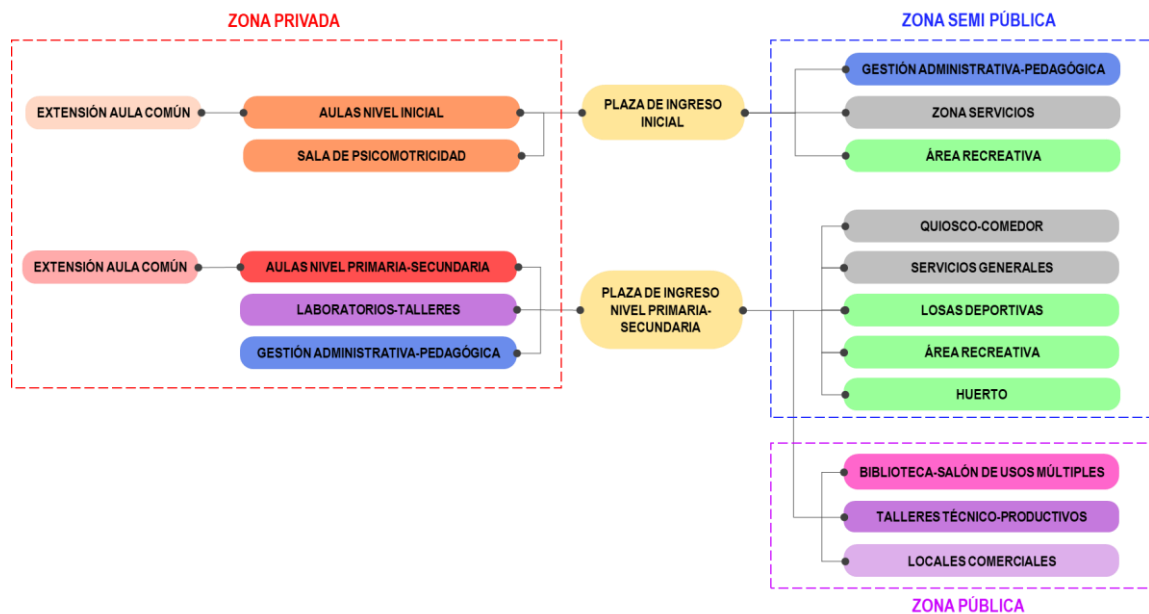 ZONA PRIVADA
ZONA SEMI PÚBLICA
EXTENSIÓN AULA COMÚN
AULAS NIVEL INICIAL
SALA DE PSICOMOTRICIDAD
PLAZA DE INGRESO
INICIAL
GESTIÓN ADMINISTRATIVA-PEDAGÓGICA
ZONA SERVICIOS
ÁREA RECREATIVA
EXTENSIÓN AULA COMÚN
AULAS NIVEL PRIMARIA-SECUNDARIA
LABORATORIOS-TALLERES
GESTIÓN ADMINISTRATIVA-PEDAGÓGICA
PLAZA DE INGRESO
NIVEL PRIMARIA-
SECUNDARIA
QUIOSCO-COMEDOR
SERVICIOS GENERALES
LOSAS DEPORTIVAS
ÁREA RECREATIVA
HUERTO
BIBLIOTECA-SALÓN DE USOS MÚLTIPLES
TALLERES TÉCNICO-PRODUCTIVOS
LOCALES COMERCIALES
ZONA PÚBLICA